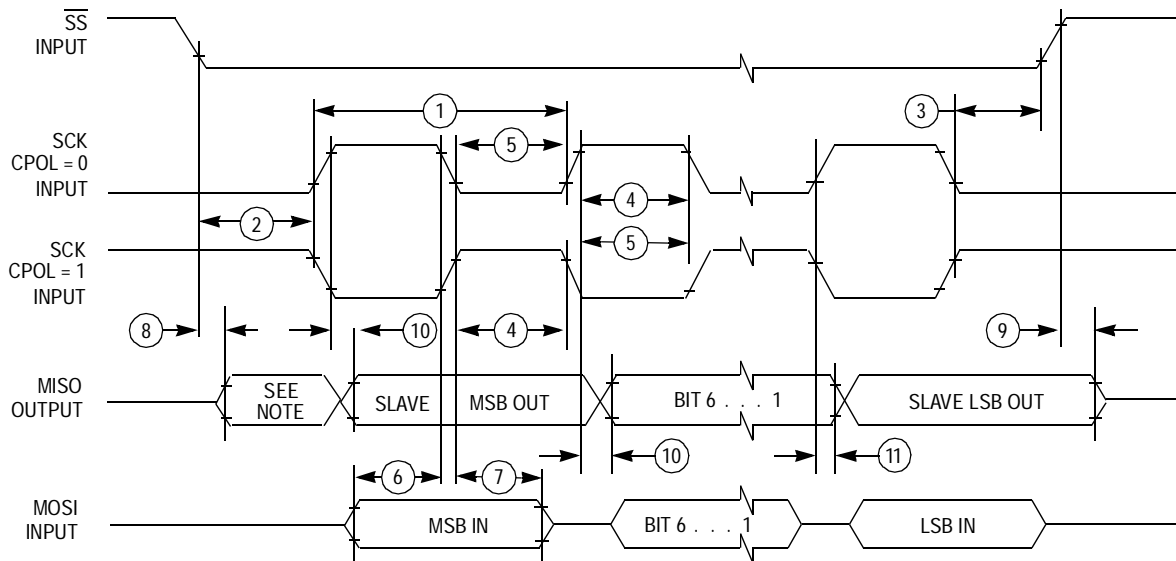 SS
INPUT
1
3
SCK
CPOL = 0
INPUT
5
4
2
5
SCK
CPOL = 1
INPUT
8
10
4
9
MISO
OUTPUT
SEE
NOTE
SLAVE
MSB OUT
BIT 6 . . . 1
SLAVE LSB OUT
10
11
6
7
MOSI
INPUT
MSB IN
BIT 6 . . . 1
LSB IN